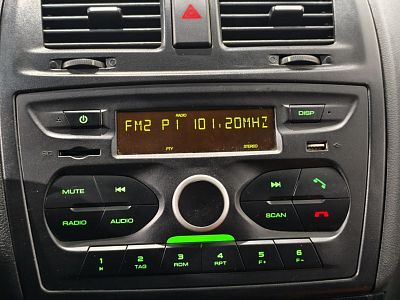 RADIO
FM2 P1 101.20MHZ
PTY STEREO
DISP
MUTE
RADIO AUDIO
SCAN
1 2 3 4 5 6
TAG RDM RPT F- F+